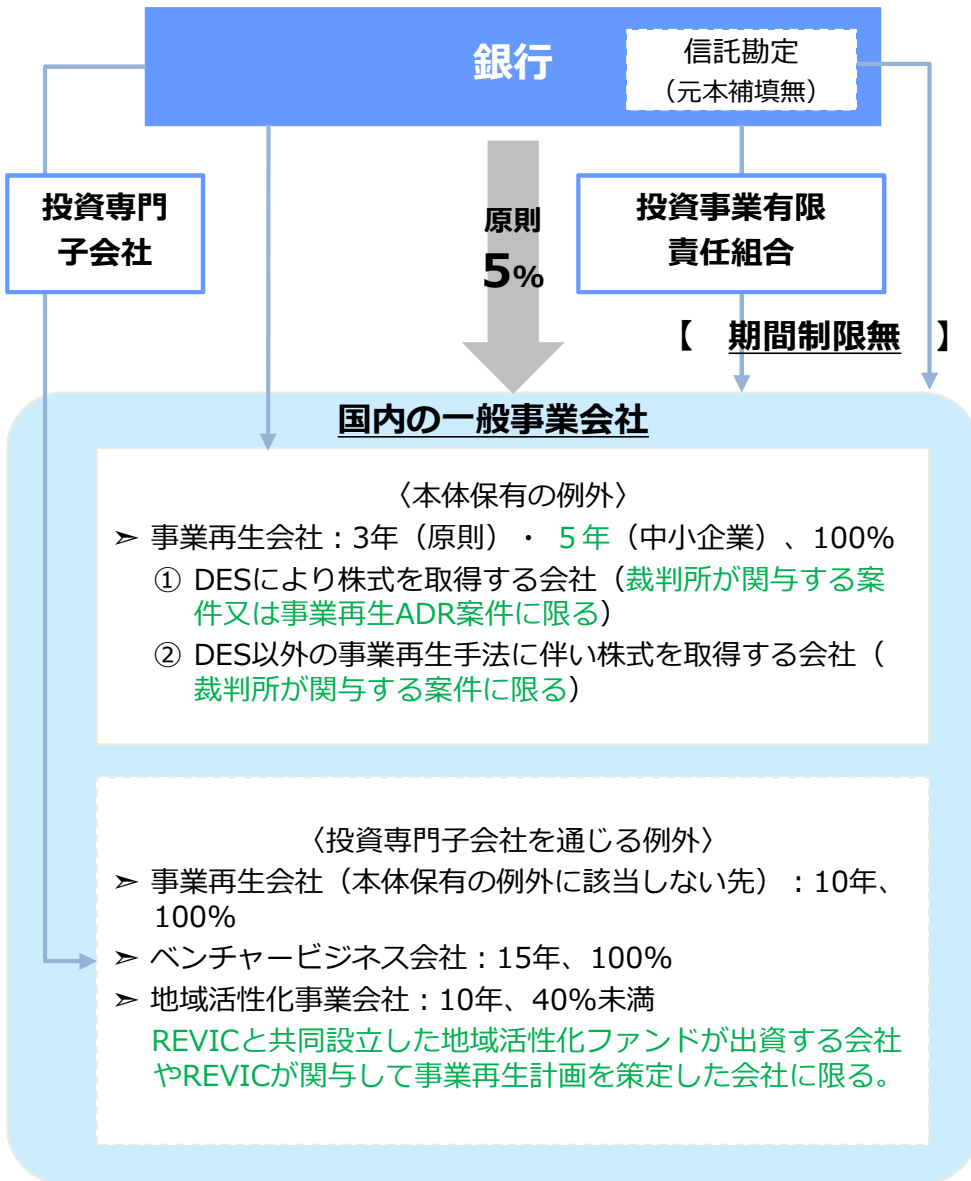 銀行
信託勘定
（元本補填無）
投資専門
子会社
原則
5%
投資事業有限
責任組合
【　期間制限無　】
国内の一般事業会社
〈本体保有の例外〉
➣ 事業再生会社：3年（原則）・ ５年（中小企業）、100%
① DESにより株式を取得する会社（裁判所が関与する案
件又は事業再生ADR案件に限る）
② DES以外の事業再生手法に伴い株式を取得する会社（
裁判所が関与する案件に限る）
〈投資専門子会社を通じる例外〉
➣ 事業再生会社（本体保有の例外に該当しない先）：10年、
100%
➣ ベンチャービジネス会社：15年、100%
➣ 地域活性化事業会社：10年、40%未満
REVICと共同設立した地域活性化ファンドが出資する会社
やREVICが関与して事業再生計画を策定した会社に限る。